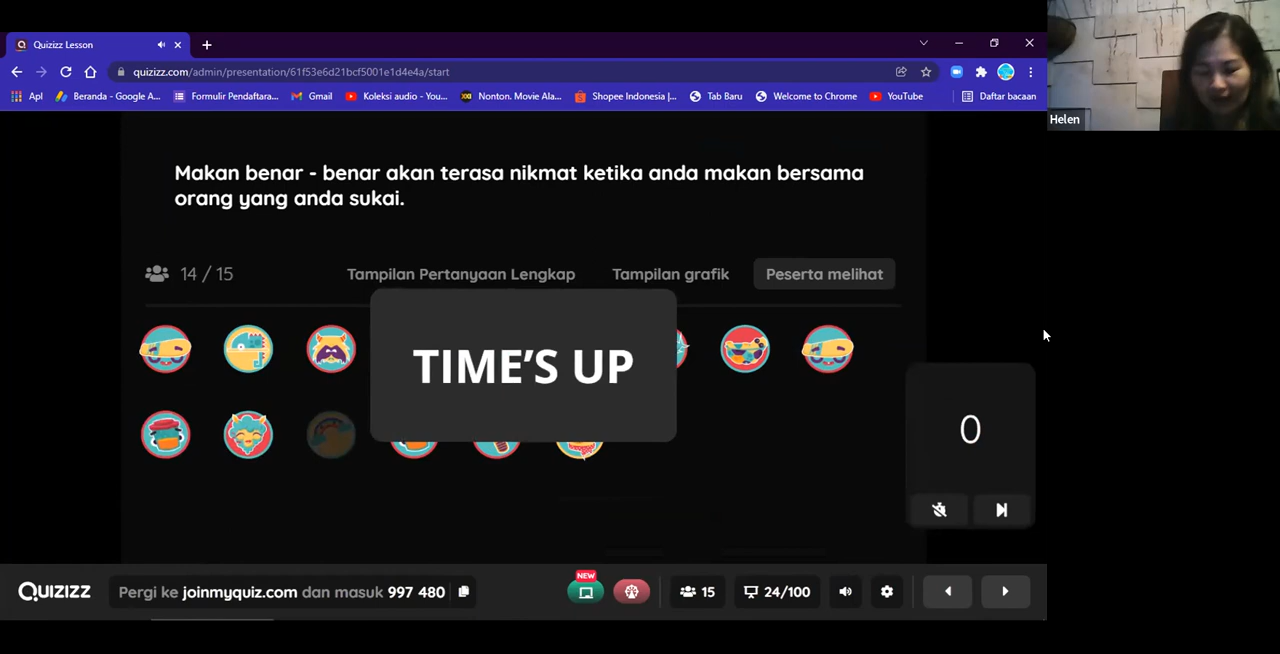 Quizizz Lesson
quizizz.com/admin/presentation/61f53e6d21bcf5001e1d4e4a/start
Apl
Beranda - Google A...
Formulir Pendaftara...
Gmail
Koleksi audio - You...
Nonton. Movie Ala...
Shopee Indonesia |...
Tab Baru
Welcome to Chrome
YouTube
Daftar bacaan
Helen
Makan benar - benar akan terasa nikmat ketika anda makan bersama
orang yang anda sukai.
14 / 15
Tampilan Pertanyaan Lengkap
Tampilan grafik
Peserta melihat
TIME'S UP
0
QUIZIZZ
Pergi ke joinmyquiz.com dan masuk 997 480
NEW
15
24/100